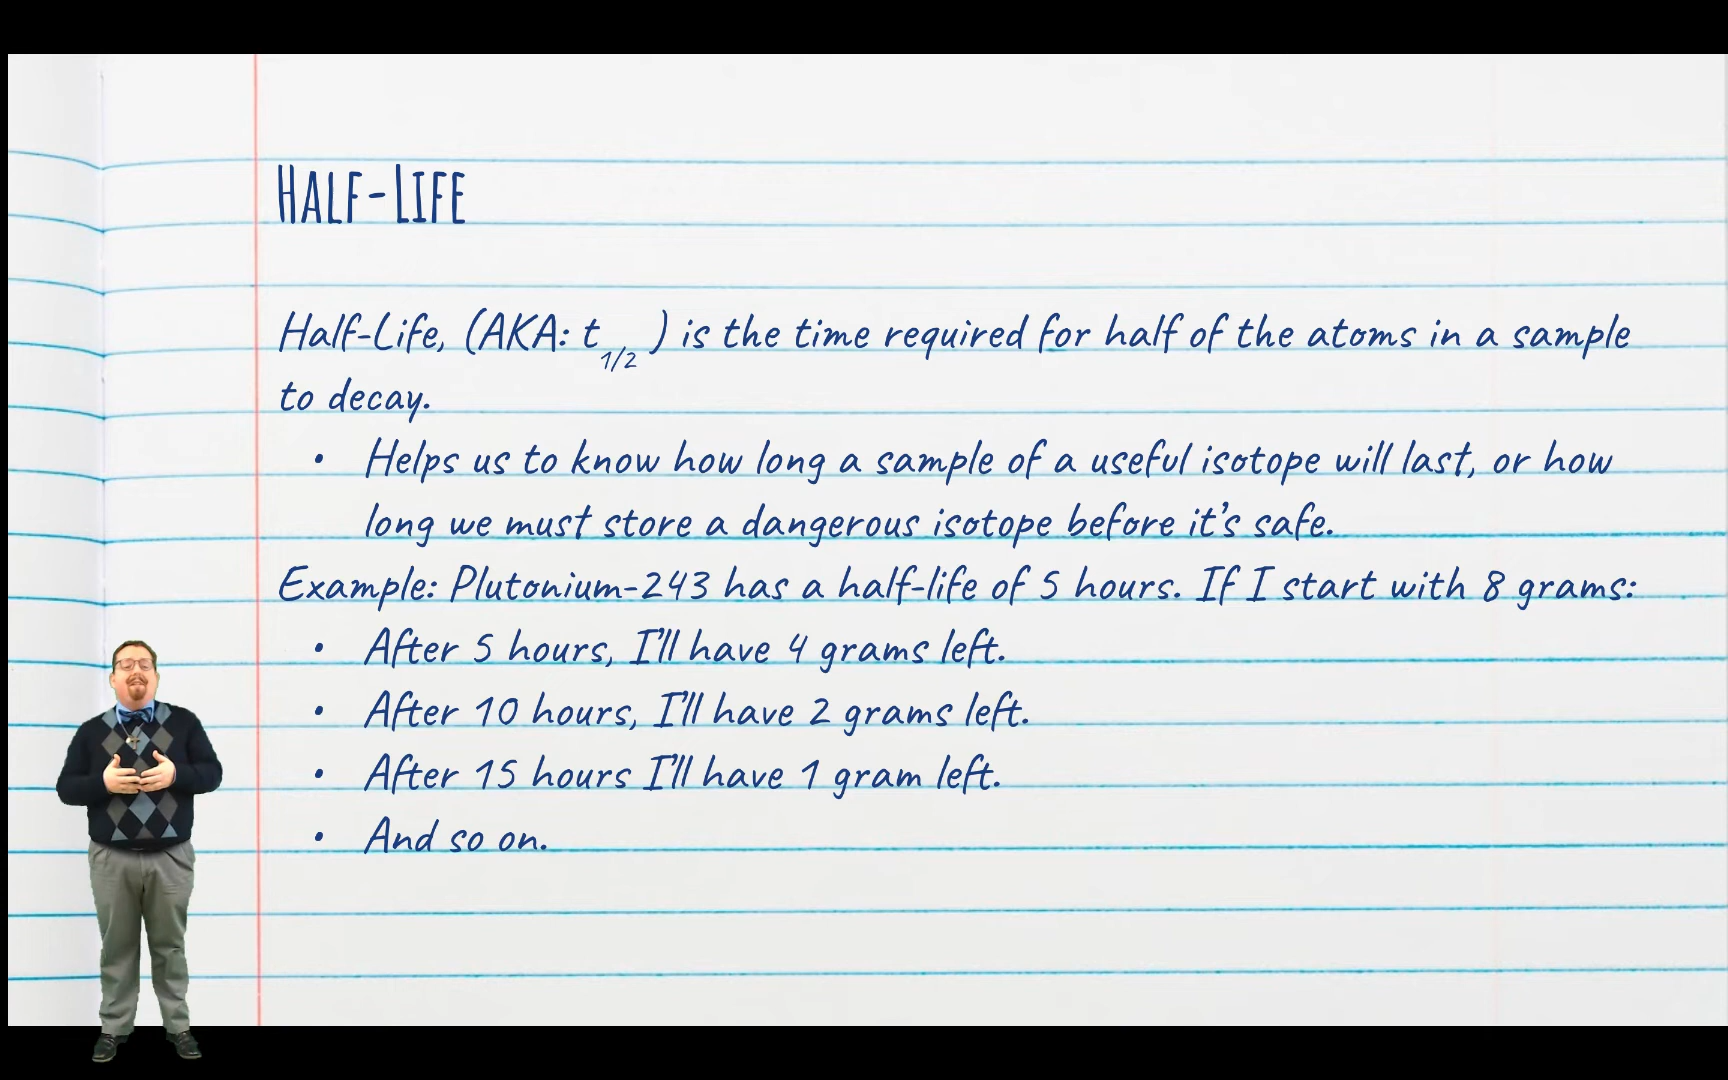 Half-Life
Half-Life, (AKA: t1/2 ) is the time required for half of the atoms in a sample
to decay.
• Helps us to know how long a sample of a useful isotope will last, or how
long we must store a dangerous isotope before it's safe.
Example: Plutonium-243 has a half-life of 5 hours. If I start with 8 grams:
• After 5 hours, I'll have 4 grams left.
• After 10 hours, I'll have 2 grams left.
• After 15 hours I'll have 1 gram left.
• And so on.